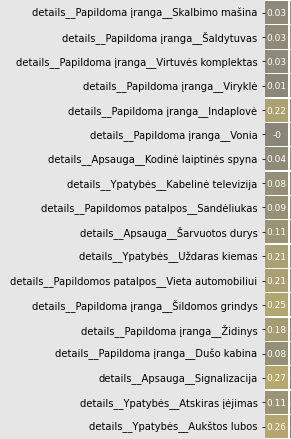 details__Papildoma įranga__Skalbimo mašina 0.03
details__Papildoma įranga__Šaldytuvas 0.03
details__Papildoma įranga__Virtuvės komplektas 0.03
details__Papildoma įranga__Viryklė 0.01
details__Papildoma įranga__Indaplovė 0.22
details__Papildoma įranga__Vonia -0
details__Apsauga__Kodinė laiptinės spyna 0.04
details__Ypatybės__Kabelinė televizija 0.08
details__Papildomos patalpos__Sandėliukas 0.09
details__Apsauga__Šarvuotos durys 0.11
details__Ypatybės__Uždaras kiemas 0.21
details__Papildomos patalpos__Vieta automobiliui 0.21
details__Papildoma įranga__Šildomos grindys 0.25
details__Papildoma įranga__Židinys 0.18
details__Papildoma įranga__Dušo kabina 0.08
details__Apsauga__Signalizacija 0.27
details__Ypatybės__Atskiras įėjimas 0.11
details__Ypatybės__Aukštos lubos 0.26